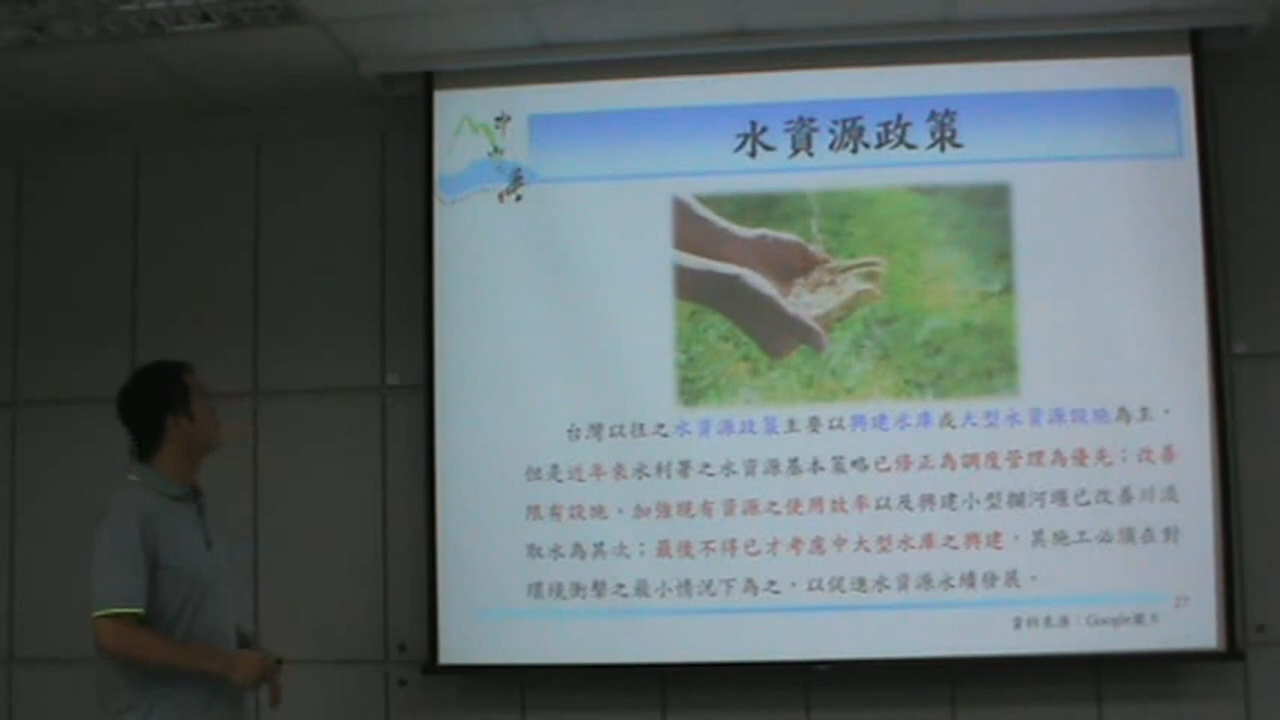 水資源政策
台灣以往之水資源政策主要以興建水庫或大型水資源設施為主。
但是近年來水利署之水資源基本策略已修正為調度管理為優先；改善
限有設施、加強現有資源之使用效率以及興建小型攔河堰已改善川流
取水為其次；最後不得已才考慮中大型水庫之興建，其施工必須在對
環境衝擊之最小情況下為之，以促進水資源永續發展。
27
資料來源：Google圖片